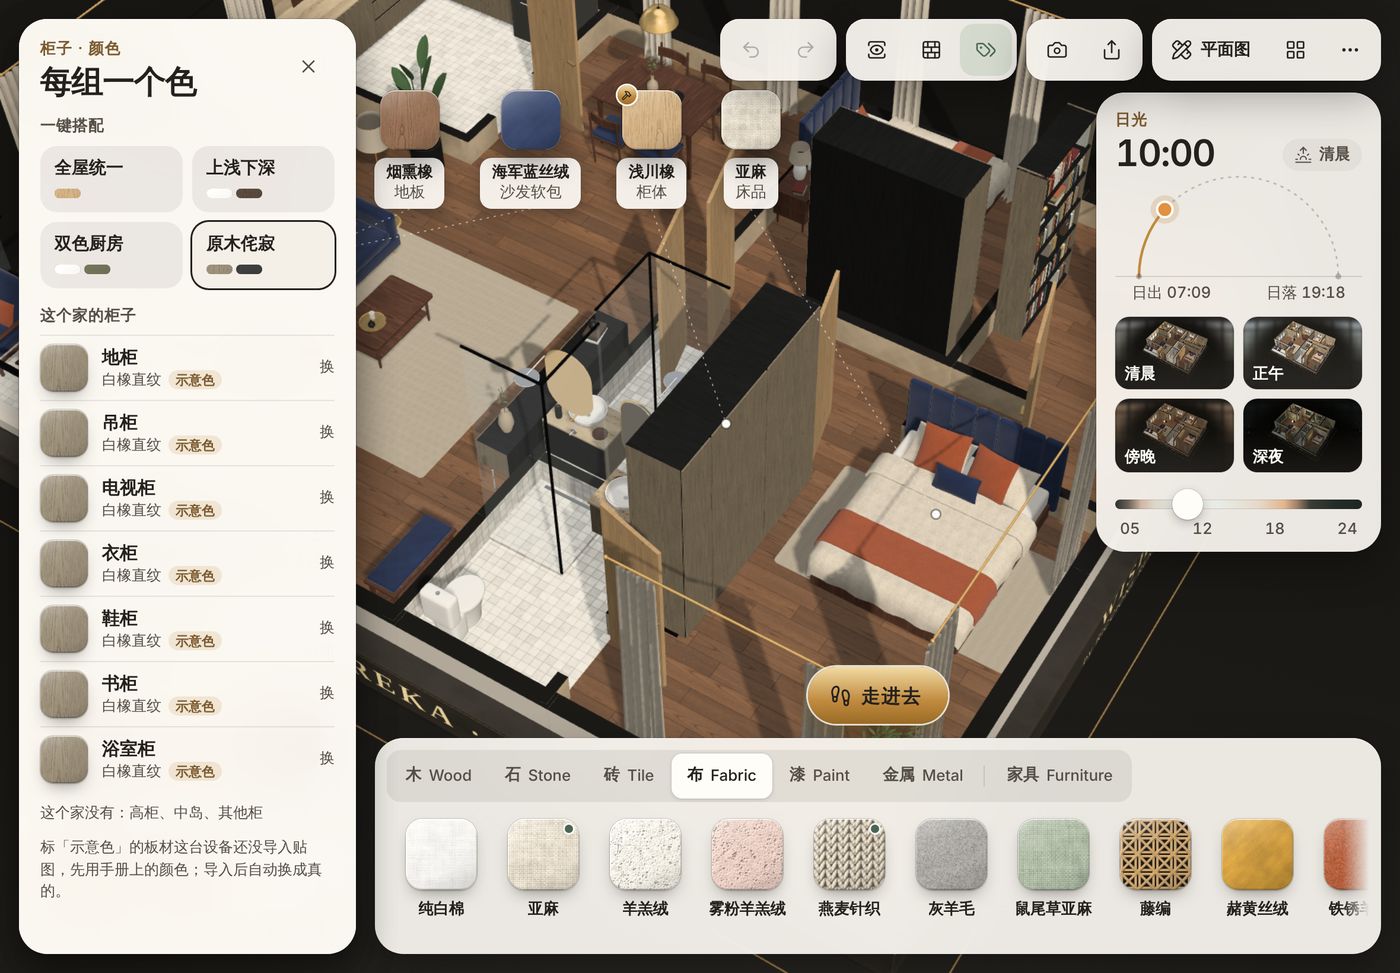 柜子 · 颜色
每组一个色
一键搭配
全屋统一
上浅下深
双色厨房
原木侘寂
这个家的柜子
地柜
白橡直纹 示意色
换
吊柜
白橡直纹 示意色
换
电视柜
白橡直纹 示意色
换
衣柜
白橡直纹 示意色
换
鞋柜
白橡直纹 示意色
换
书柜
白橡直纹 示意色
换
浴室柜
白橡直纹 示意色
换
这个家没有：高柜、中岛、其他柜
标「示意色」的板材这台设备还没导入贴
图，先用手册上的颜色；导入后自动换成真
的。
烟熏橡
地板
海军蓝丝绒
沙发软包
浅川橡
柜体
亚麻
床品
平面图
日光
10:00
清晨
日出 07:09
日落 19:18
清晨
正午
傍晚
深夜
05 12 18 24
REKA
走进去
木 Wood
石 Stone
砖 Tile
布 Fabric
漆 Paint
金属 Metal
家具 Furniture
纯白棉
亚麻
羊羔绒
雾粉羊羔绒
燕麦针织
灰羊毛
鼠尾草亚麻
藤编
赭黄丝绒
铁锈